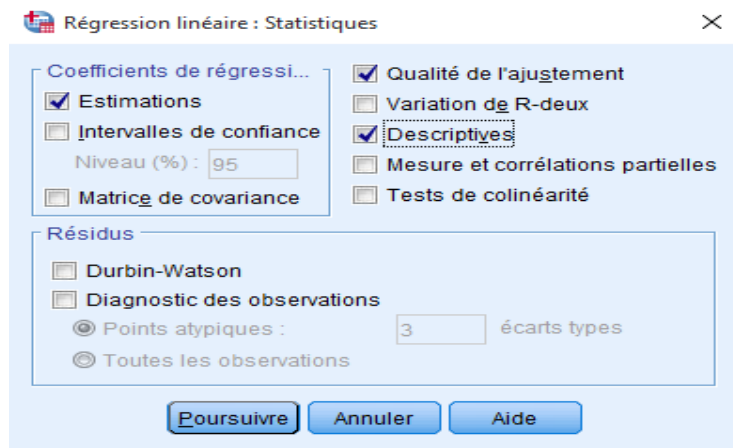 Régression linéaire : Statistiques
Coefficients de régressi...
Estimations
Intervalles de confiance
Niveau (%) : 95
Matrice de covariance
Qualité de l'ajustement
Variation de R-deux
Descriptives
Mesure et corrélations partielles
Tests de colinéarité
Résidus
Durbin-Watson
Diagnostic des observations
Points atypiques : 3 écarts types
Toutes les observations
Poursuivre Annuler Aide